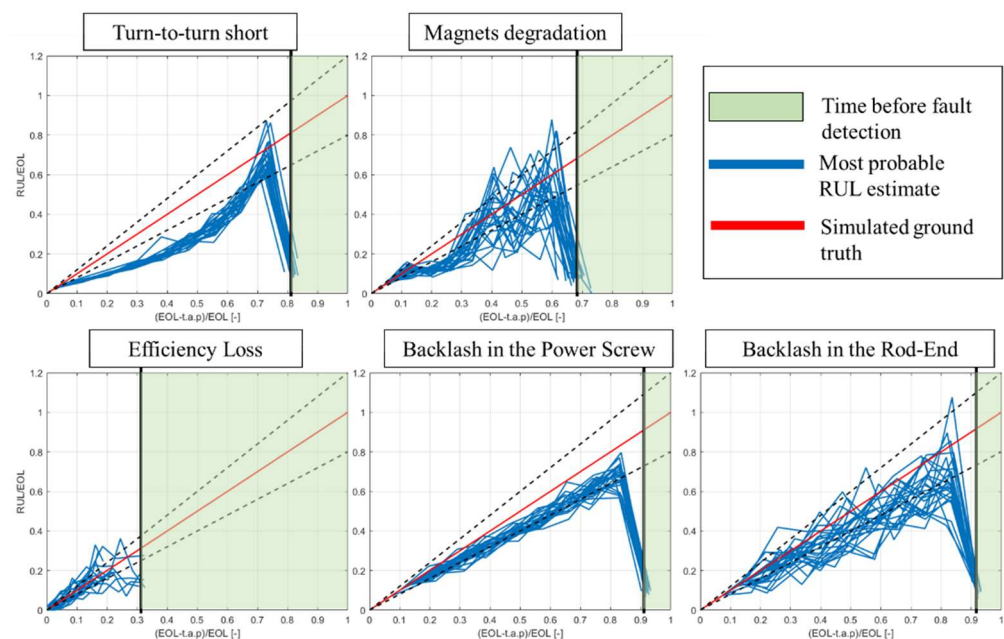 Turn-to-turn short
Magnets degradation
1.2
1
0.8
0.6
0.4
0.2
0
RUL/EOL
0 0.1 0.2 0.3 0.4 0.5 0.6 0.7 0.8 0.9 1
(EOL-t.a.p)/EOL [-]
1.2
1
0.8
0.6
0.4
0.2
0
0 0.1 0.2 0.3 0.4 0.5 0.6 0.7 0.8 0.9 1
(EOL-t.a.p)/EOL [-]
Time before fault
detection
Most probable
RUL estimate
Simulated ground
truth
Efficiency Loss
Backlash in the Power Screw
Backlash in the Rod-End
1.2
1
0.8
0.6
0.4
0.2
0
RUL/EOL
0 0.1 0.2 0.3 0.4 0.5 0.6 0.7 0.8 0.9 1
(EOL-t.a.p)/EOL [-]
1.2
1
0.8
0.6
0.4
0.2
0
0 0.1 0.2 0.3 0.4 0.5 0.6 0.7 0.8 0.9 1
(EOL-t.a.p)/EOL [-]
1.2
1
0.8
0.6
0.4
0.2
0
0 0.1 0.2 0.3 0.4 0.5 0.6 0.7 0.8 0.9 1
(EOL-t.a.p)/EOL [-]